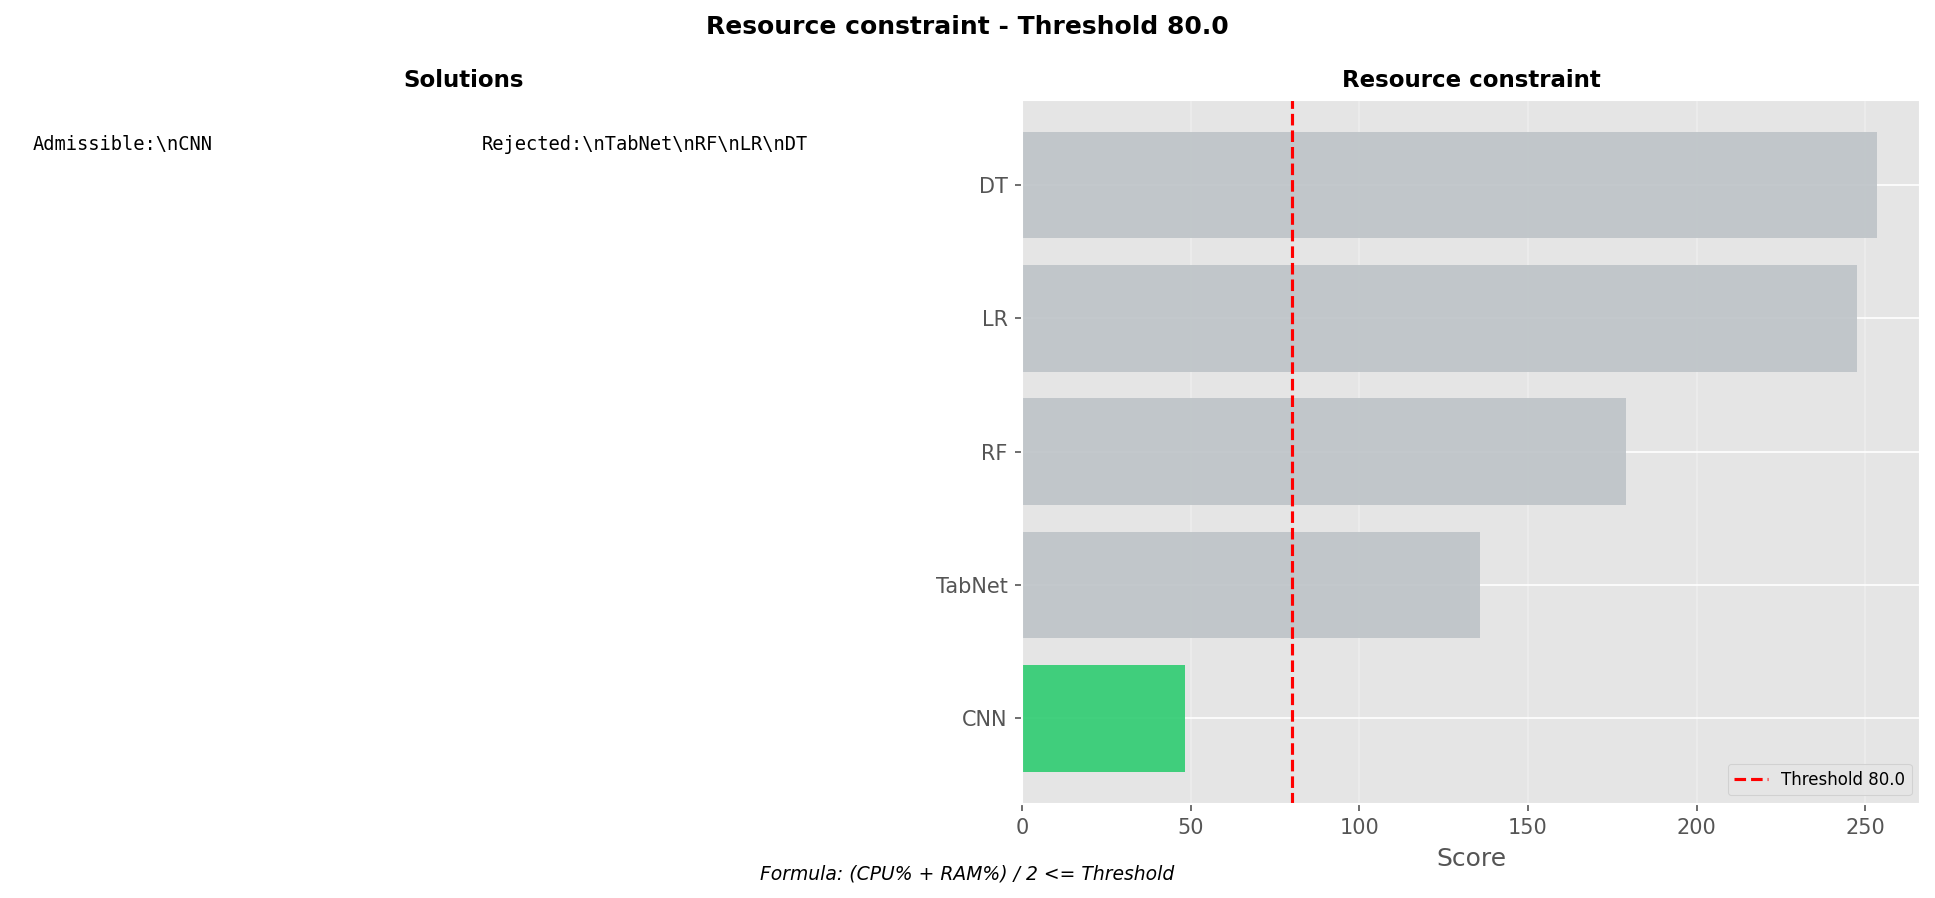 Resource constraint - Threshold 80.0
Solutions
Admissible:\nCNN
Rejected:\nTabNet\nRF\nLR\nDT
Resource constraint
DT
LR
RF
TabNet
CNN
Threshold 80.0
0 50 100 150 200 250
Score
Formula: (CPU% + RAM%) / 2 <= Threshold